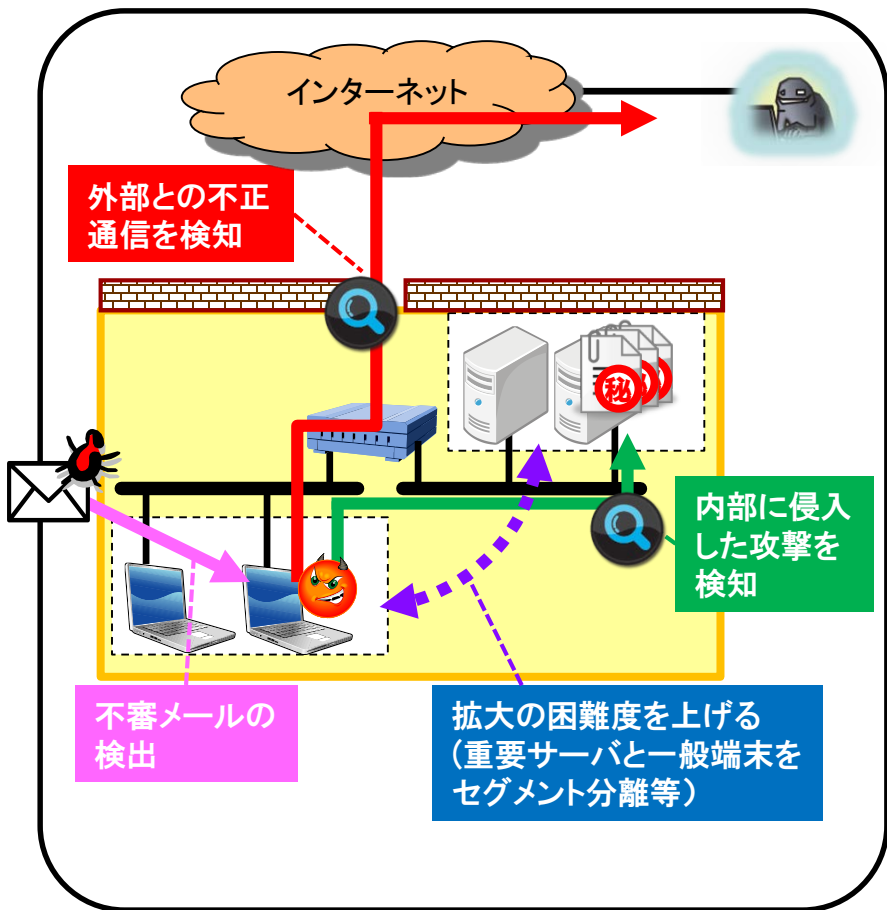 インターネット
外部との不正
通信を検知
秘
内部に侵入
した攻撃を
検知
不審メールの
検出
拡大の困難度を上げる
(重要サーバと一般端末を
セグメント分離等)